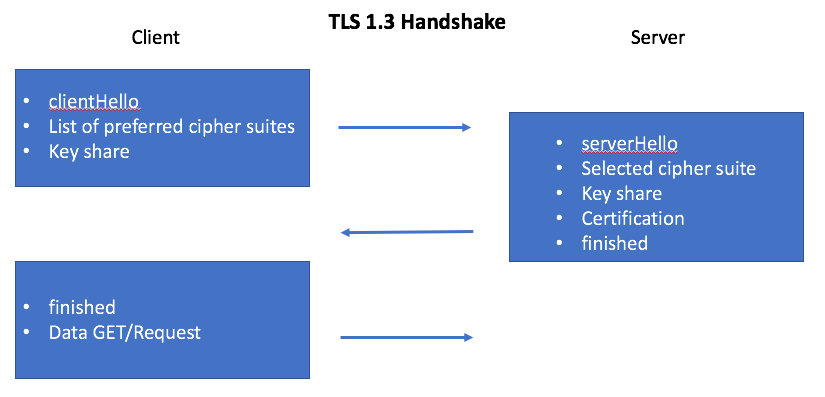 TLS 1.3 Handshake
Client
Server
• clientHello
• List of preferred cipher suites
• Key share
• serverHello
• Selected cipher suite
• Key share
• Certification
• finished
• finished
• Data GET/Request